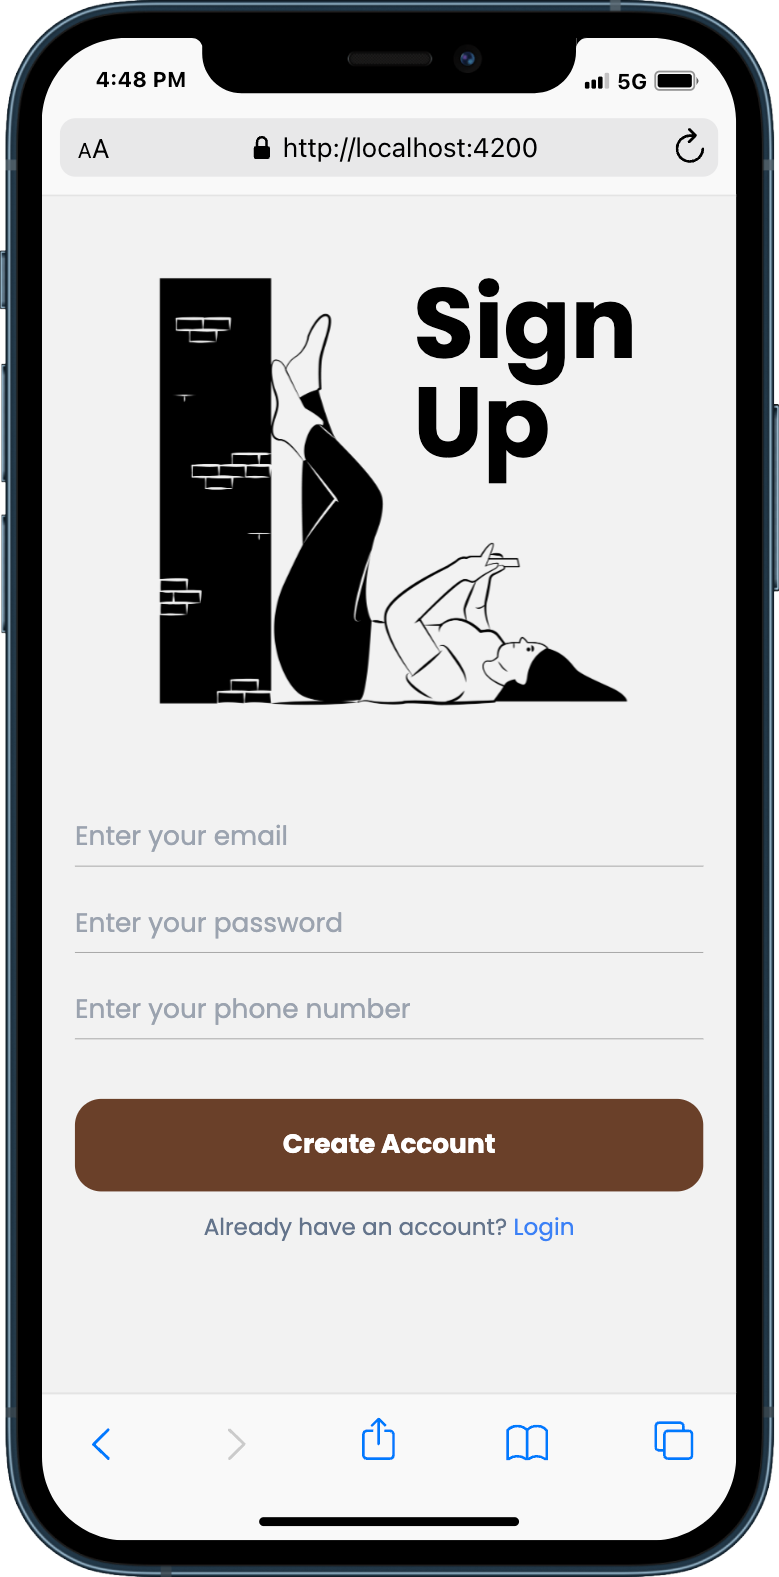 4:48 PM
5G
AA
http://localhost:4200
Sign
Up
Enter your email
Enter your password
Enter your phone number
Create Account
Already have an account? Login